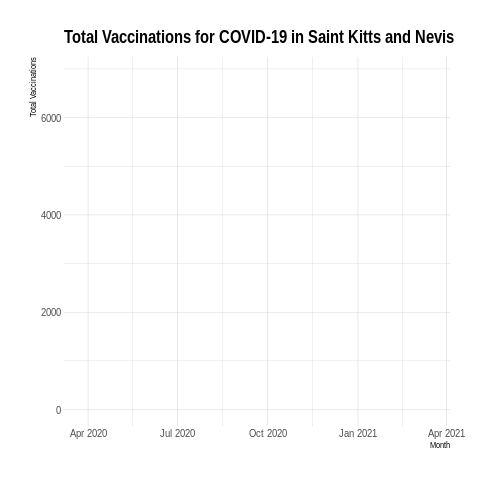 Total Vaccinations for COVID-19 in Saint Kitts and Nevis
Total Vaccinations
6000
4000
2000
0
Apr 2020 Jul 2020 Oct 2020 Jan 2021 Apr 2021
Month